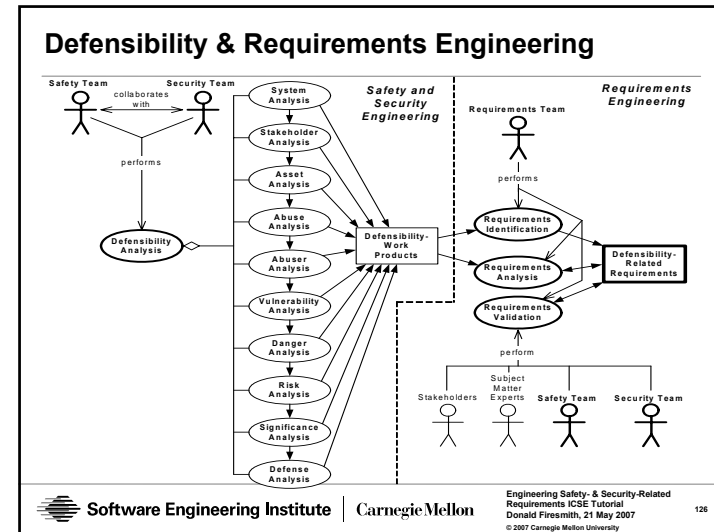 Defensibility & Requirements Engineering
Safety Team
Security Team
collaborates
with
performs
Defensibility
Analysis
System
Analysis
Stakeholder
Analysis
Asset
Analysis
Abuse
Analysis
Abuser
Analysis
Vulnerability
Analysis
Danger
Analysis
Risk
Analysis
Significance
Analysis
Defense
Analysis
Safety and
Security
Engineering
Defensibility-
Work
Products
Requirements
Engineering
Requirements Team
performs
Requirements
Identification
Requirements
Analysis
Requirements
Validation
Defensibility-
Related
Requirements
perform
Stakeholders
Subject
Matter
Experts
Safety Team
Security Team
Software Engineering Institute
Carnegie Mellon
Engineering Safety- & Security-Related
Requirements ICSE Tutorial
Donald Firesmith, 21 May 2007
© 2007 Carnegie Mellon University
126